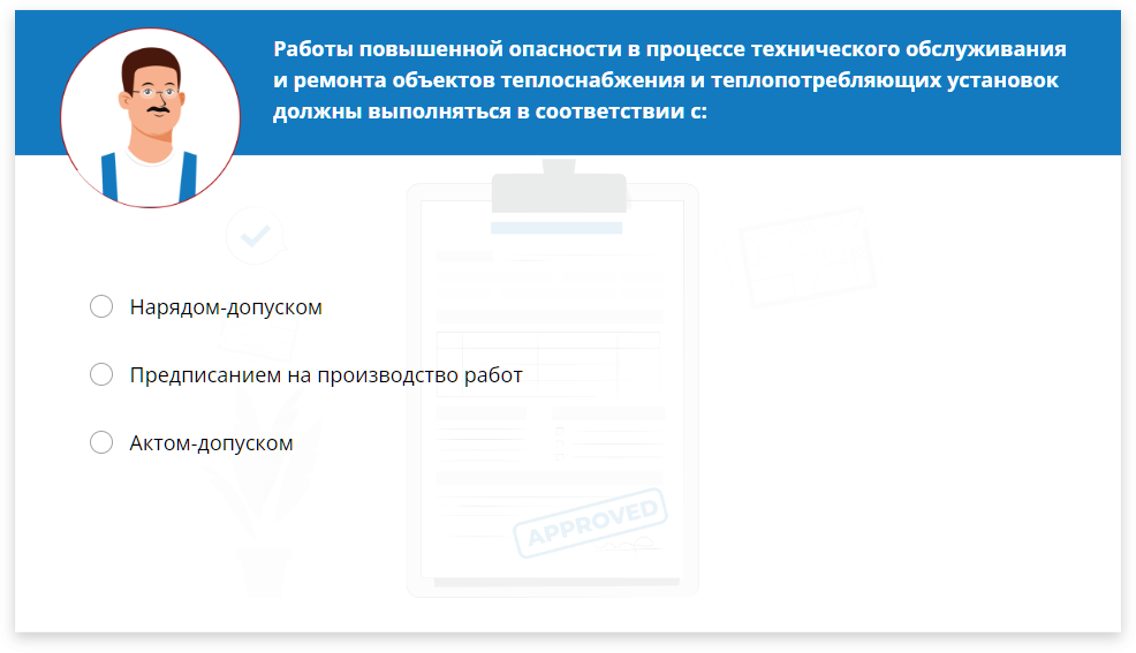 Работы повышенной опасности в процессе технического обслуживания
и ремонта объектов теплоснабжения и теплопотребляющих установок
должны выполняться в соответствии с:
Нарядом-допуском
Предписанием на производство работ
Актом-допуском
APPROVED